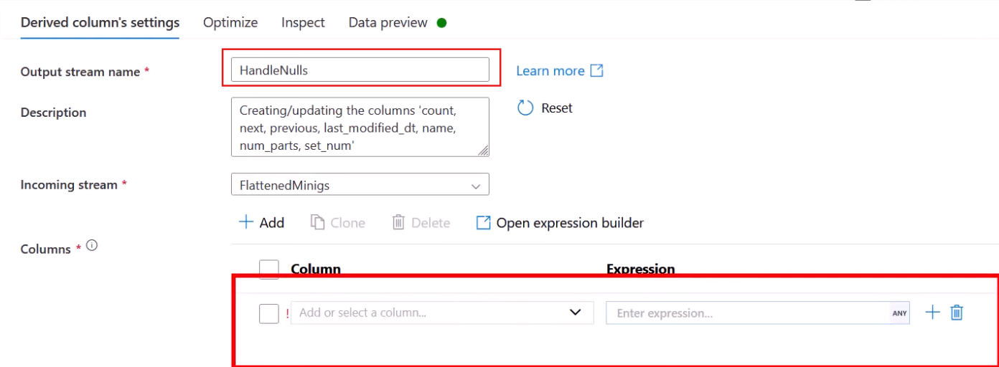 Derived column's settings Optimize Inspect Data preview
Output stream name * HandleNulls Learn more
Description Creating/updating the columns 'count,
next, previous, last_modified_dt, name,
num_parts, set_num'
Reset
Incoming stream * FlattenedMinigs
+ Add Clone Delete Open expression builder
Columns *
Column Expression
! Add or select a column... Enter expression... ANY